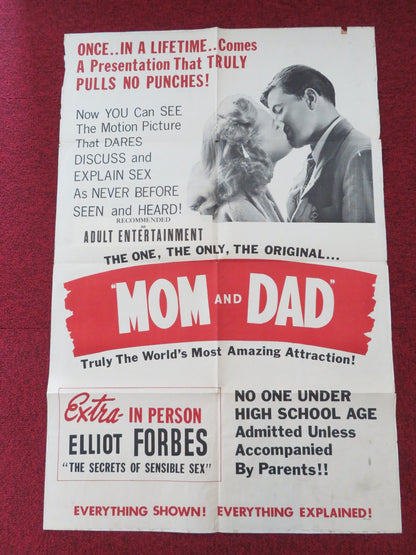 ONCE..IN A LIFETIME..Comes
A Presentation That TRULY
PULLS NO PUNCHES!
Now YOU Can SEE
The Motion Picture
That DARES
DISCUSS and
EXPLAIN SEX
As NEVER BEFORE
SEEN and HEARD!
RECOMMENDED
AS
ADULT ENTERTAINMENT
THE ONE, THE ONLY, THE ORIGINAL...
"MOM AND DAD"
Truly The World's Most Amazing Attraction!
Extra- IN PERSON
ELLIOT FORBES
"THE SECRETS OF SENSIBLE SEX"
NO ONE UNDER
HIGH SCHOOL AGE
Admitted Unless
Accompanied
By Parents!!
EVERYTHING SHOWN! EVERYTHING EXPLAINED!